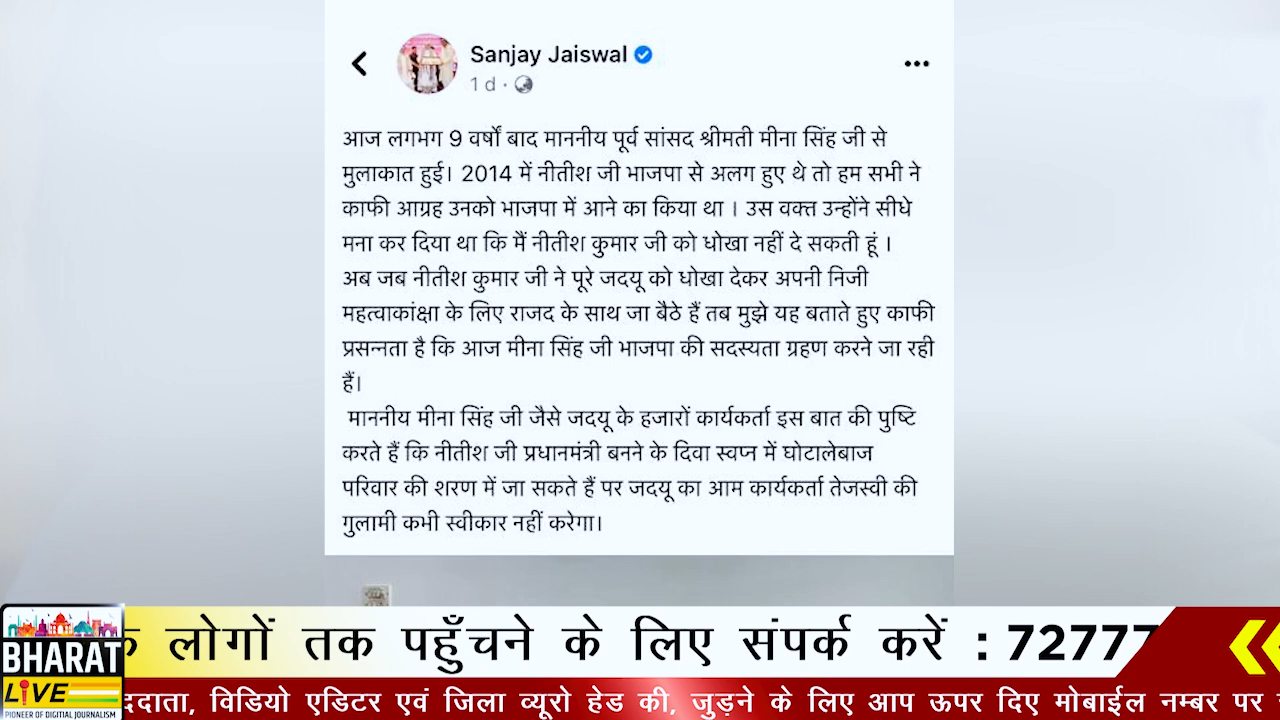 Sanjay Jaiswal
1 d ·
आज लगभग 9 वर्षों बाद माननीय पूर्व सांसद श्रीमती मीना सिंह जी से
मुलाकात हुई। 2014 में नीतीश जी भाजपा से अलग हुए थे तो हम सभी ने
काफी आग्रह उनको भाजपा में आने का किया था । उस वक्त उन्होंने सीधे
मना कर दिया था कि मैं नीतीश कुमार जी को धोखा नहीं दे सकती हूं ।
अब जब नीतीश कुमार जी ने पूरे जदयू को धोखा देकर अपनी निजी
महत्वाकांक्षा के लिए राजद के साथ जा बैठे हैं तब मुझे यह बताते हुए काफी
प्रसन्नता है कि आज मीना सिंह जी भाजपा की सदस्यता ग्रहण करने जा रही
हैं।
माननीय मीना सिंह जी जैसे जदयू के हजारों कार्यकर्ता इस बात की पुष्टि
करते हैं कि नीतीश जी प्रधानमंत्री बनने के दिवा स्वप्न में घोटालेबाज
परिवार की शरण में जा सकते हैं पर जदयू का आम कार्यकर्ता तेजस्वी की
गुलामी कभी स्वीकार नहीं करेगा।
लोगों तक पहुँचने के लिए संपर्क करें : 7277
BHARAT
LIVE
PIONEER OF DIGITIAL JOURNALISM
ददाता, विडियो एडिटर एवं जिला व्यूरो हेड की, जुड़ने के लिए आप ऊपर दिए मोबाईल नम्बर पर